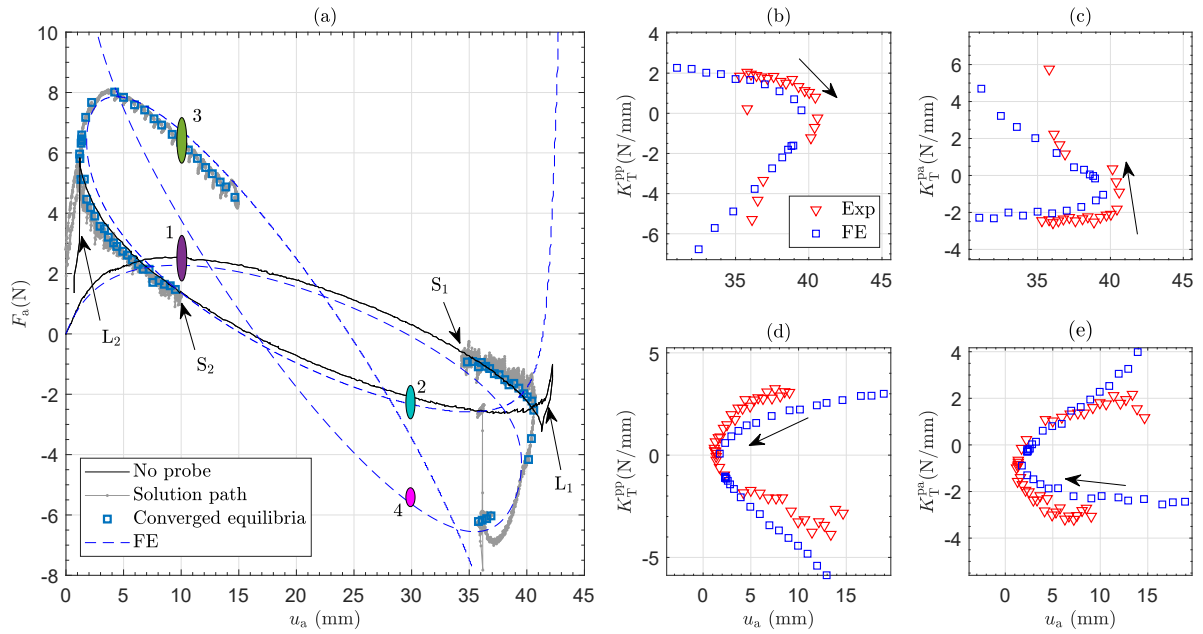 (a)
10
8
6
4
2
0
-2
-4
-6
-8
F_a(N)
0 5 10 15 20 25 30 35 40 45
u_a (mm)
3
1
2
4
S_1
S_2
L_2
L_1
No probe
Solution path
Converged equilibria
FE
(b)
4
2
0
-2
-4
-6
K_T^pp(N/mm)
35 40 45
Exp
FE
(c)
6
4
2
0
-2
-4
K_T^pa(N/mm)
35 40 45
(d)
5
0
-5
K_T^pp(N/mm)
0 5 10 15
u_a (mm)
(e)
4
2
0
-2
-4
K_T^pa(N/mm)
0 5 10 15
u_a (mm)